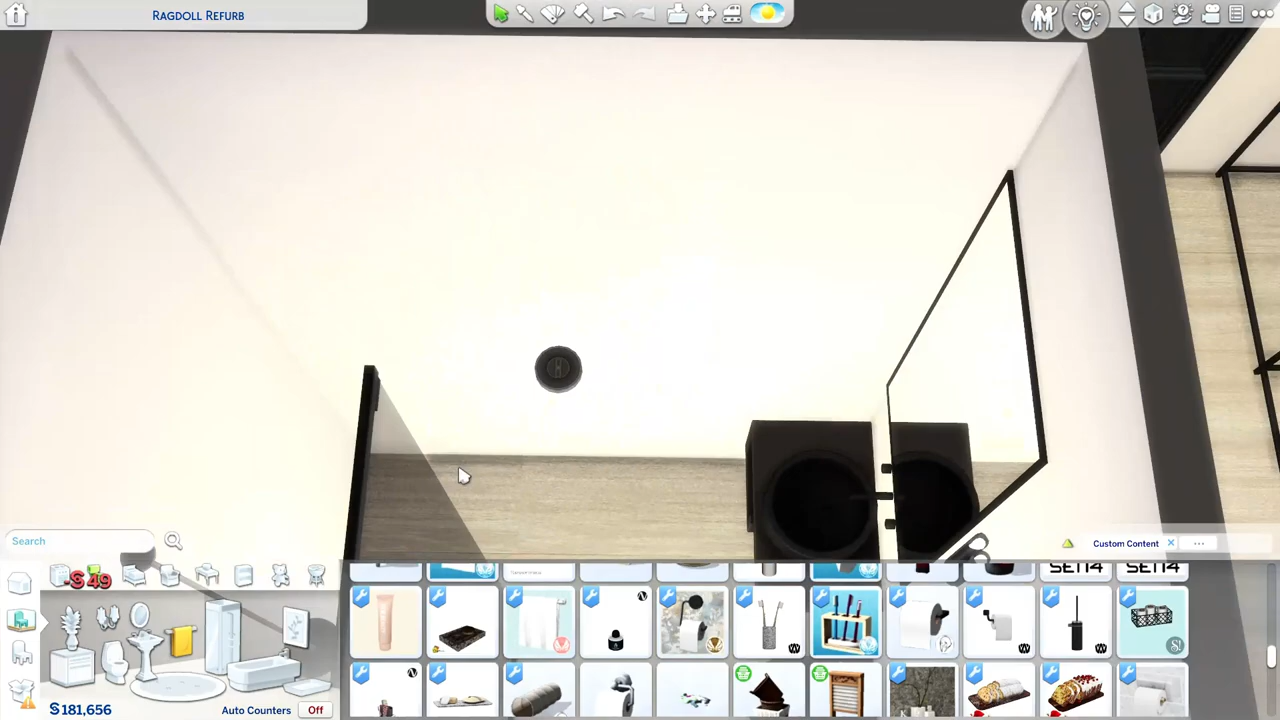 Ragdoll Refurb
Search
Custom Content
-$49
SET14
SET14
$181,656
Auto Counters
Off